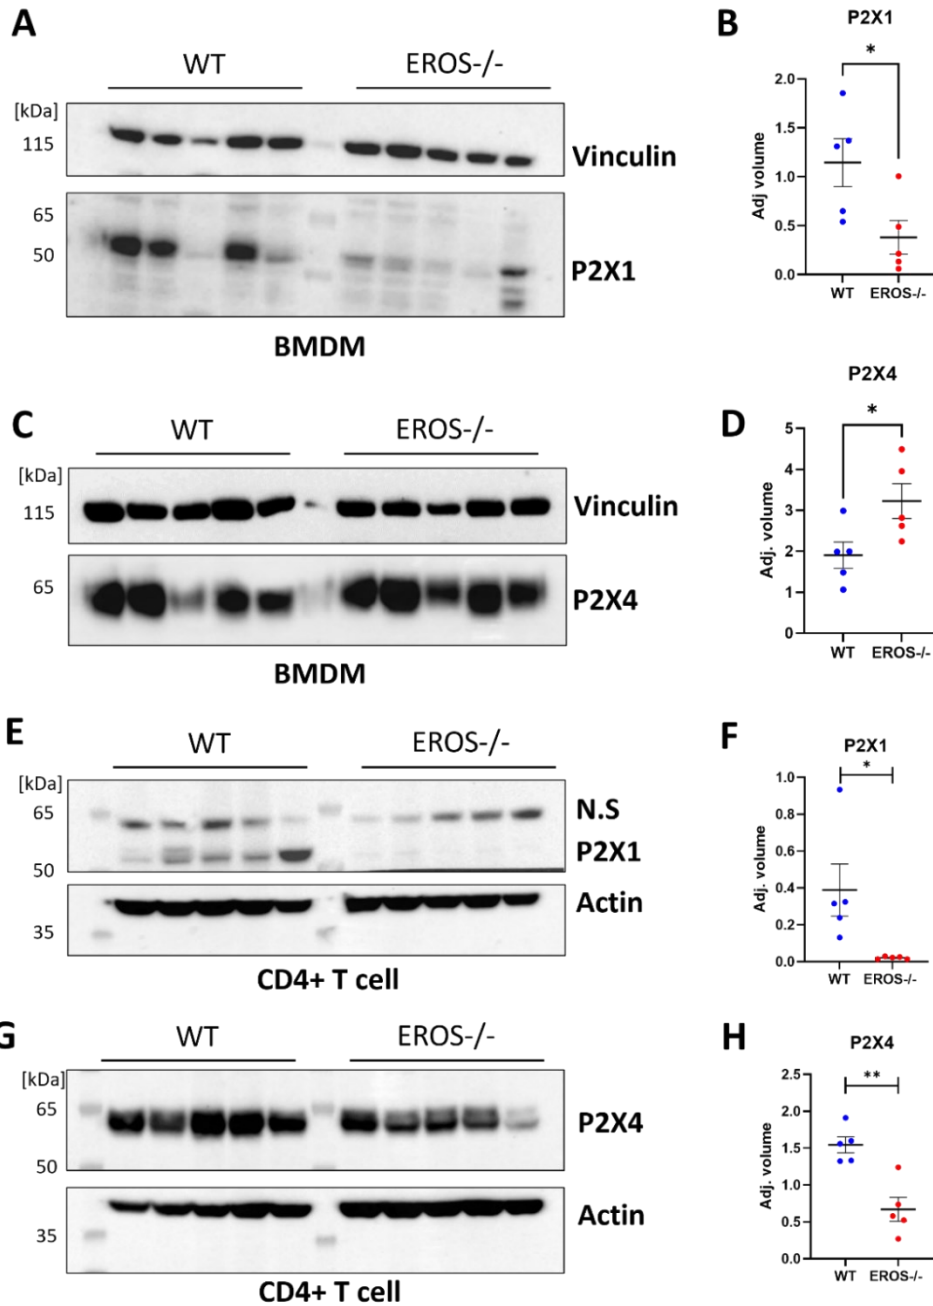 A
WT
EROS-/-
[kDa]
115
Vinculin
65
50
P2X1
BMDM
B
P2X1
*
2.0
1.5
1.0
0.5
0.0
Adj volume
WT
EROS-/-
C
WT
EROS-/-
[kDa]
115
Vinculin
65
P2X4
BMDM
D
P2X4
*
5
4
3
2
1
0
Adj. volume
WT
EROS-/-
E
WT
EROS-/-
[kDa]
65
N.S
P2X1
50
Actin
35
CD4+ T cell
F
P2X1
*
1.0
0.8
0.6
0.4
0.2
0.0
Adj. volume
WT
EROS-/-
G
WT
EROS-/-
[kDa]
65
P2X4
50
Actin
35
CD4+ T cell
H
P2X4
**
2.5
2.0
1.5
1.0
0.5
0.0
Adj. volume
WT
EROS-/-